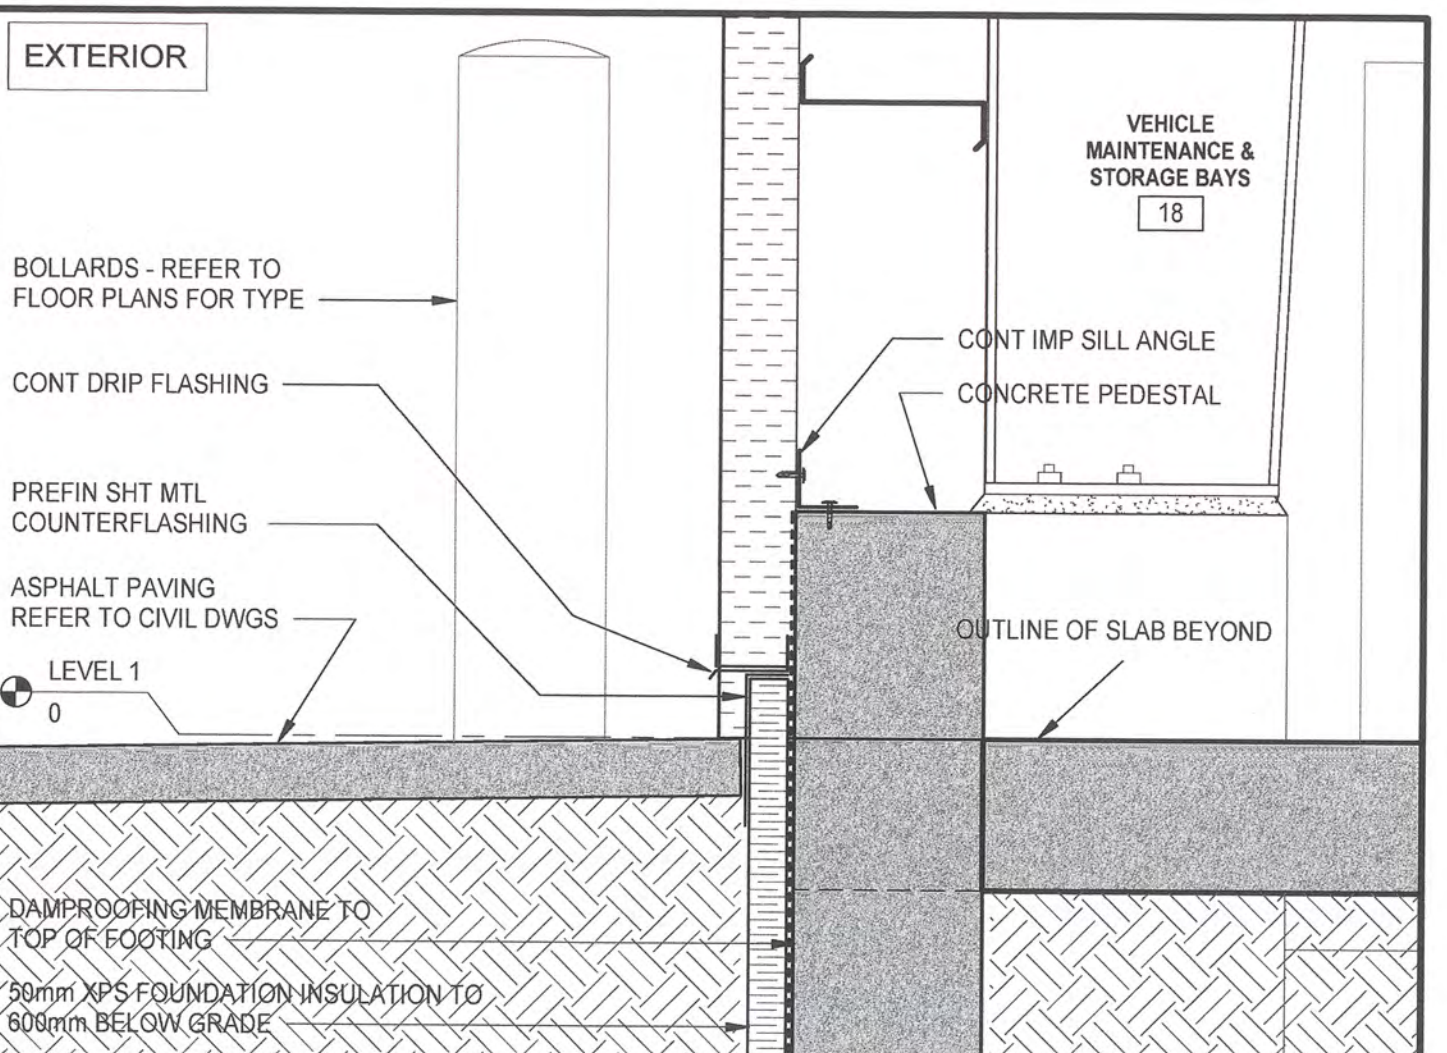 EXTERIOR
VEHICLE
MAINTENANCE &
STORAGE BAYS
18
BOLLARDS - REFER TO
FLOOR PLANS FOR TYPE
CONT IMP SILL ANGLE
CONT DRIP FLASHING
CONCRETE PEDESTAL
PREFIN SHT MTL
COUNTERFLASHING
ASPHALT PAVING
REFER TO CIVIL DWGS
OUTLINE OF SLAB BEYOND
LEVEL 1
0
DAMPROOFING MEMBRANE TO
TOP OF FOOTING
50mm XPS FOUNDATION INSULATION TO
600mm BELOW GRADE